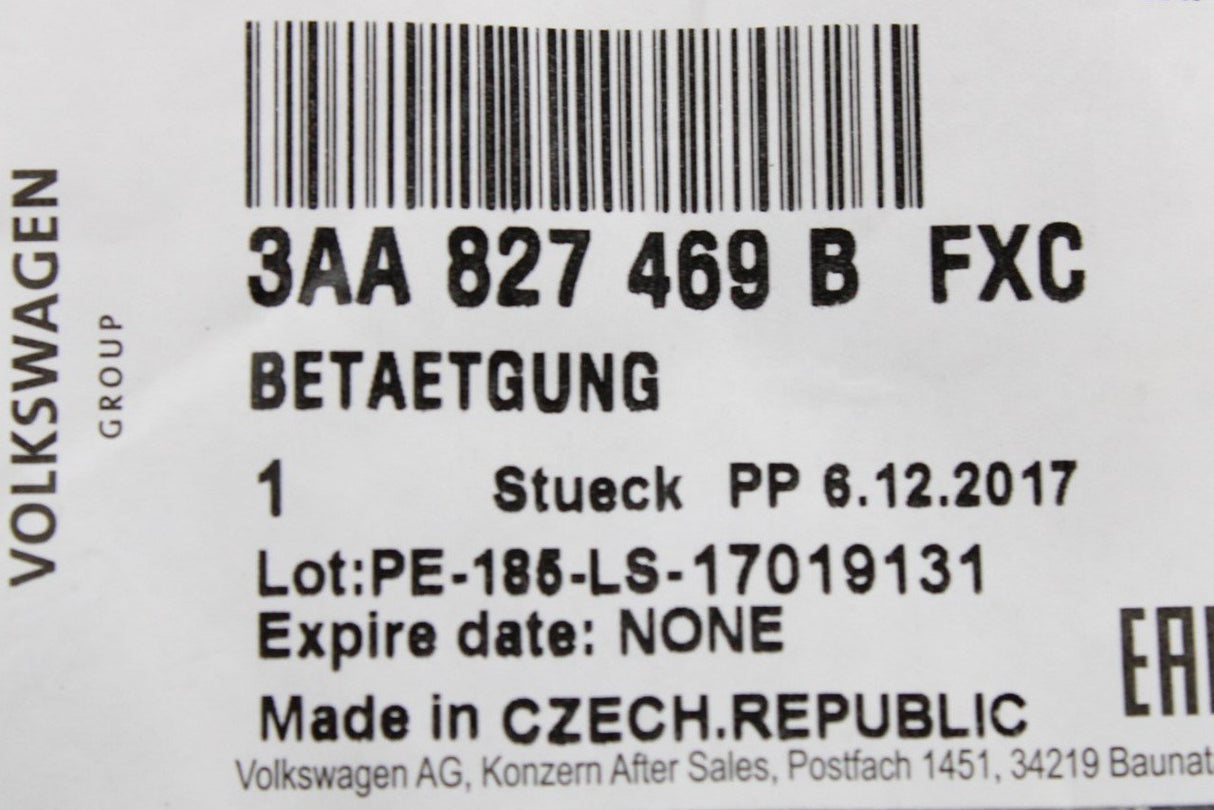 VOLKSWAGEN
GROUP
3AA 827 469 B FXC
BETAETGUNG
1 Stueck PP 6.12.2017
Lot:PE-185-LS-17019131
Expire date: NONE
Made in CZECH.REPUBLIC
Volkswagen AG, Konzern After Sales, Postfach 1451, 34219 Baunat